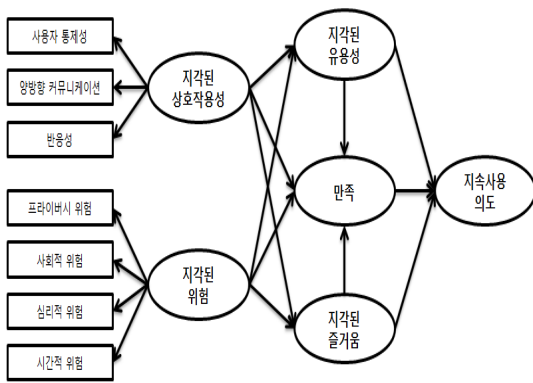 사용자 통제성
양방향 커뮤니케이션
반응성
프라이버시 위험
사회적 위험
심리적 위험
시간적 위험
지각된
상호작용성
지각된
위험
지각된
유용성
만족
지각된
즐거움
지속사용
의도